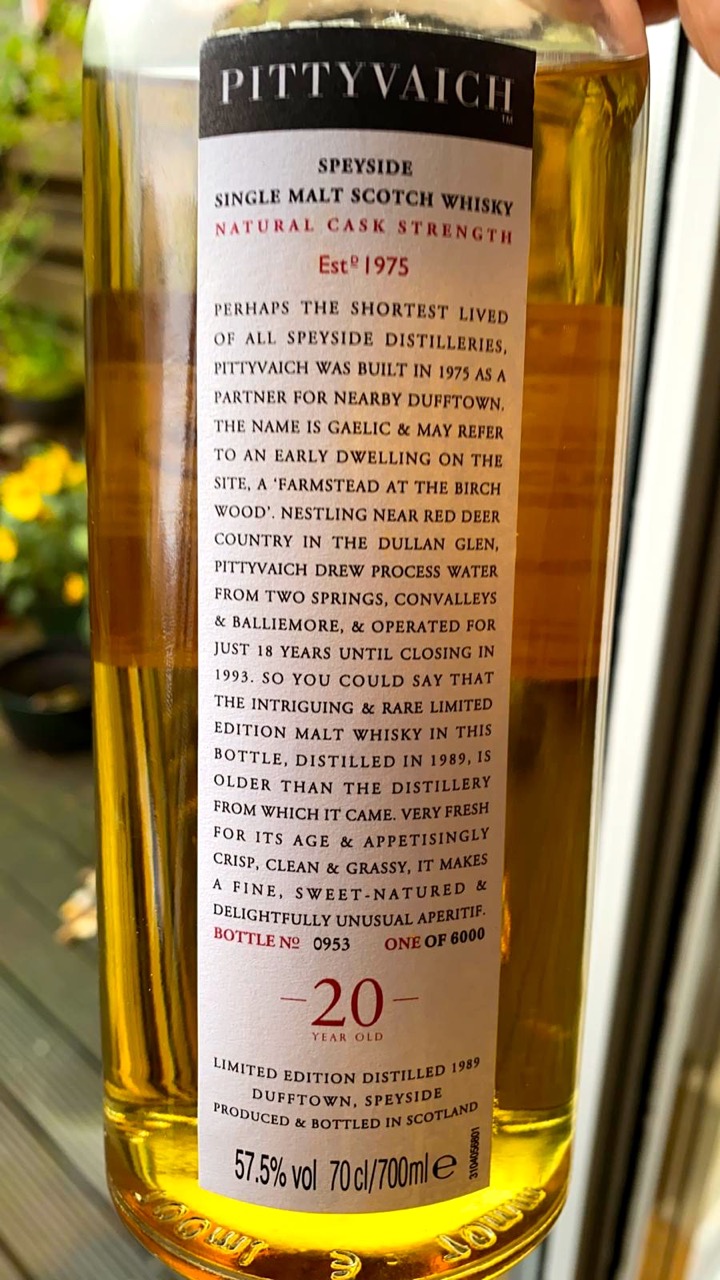 PITTYVAICH™
SPEYSIDE
SINGLE MALT SCOTCH WHISKY
NATURAL CASK STRENGTH
Estº 1975
PERHAPS THE SHORTEST LIVED
OF ALL SPEYSIDE DISTILLERIES,
PITTYVAICH WAS BUILT IN 1975 AS A
PARTNER FOR NEARBY DUFFTOWN.
THE NAME IS GAELIC & MAY REFER
TO AN EARLY DWELLING ON THE
SITE, A ‘FARMSTEAD AT THE BIRCH
WOOD’. NESTLING NEAR RED DEER
COUNTRY IN THE DULLAN GLEN,
PITTYVAICH DREW PROCESS WATER
FROM TWO SPRINGS, CONVALLEYS
& BALLIEMORE, & OPERATED FOR
JUST 18 YEARS UNTIL CLOSING IN
1993. SO YOU COULD SAY THAT
THE INTRIGUING & RARE LIMITED
EDITION MALT WHISKY IN THIS
BOTTLE, DISTILLED IN 1989, IS
OLDER THAN THE DISTILLERY
FROM WHICH IT CAME. VERY FRESH
FOR ITS AGE & APPETISINGLY
CRISP, CLEAN & GRASSY, IT MAKES
A FINE, SWEET-NATURED &
DELIGHTFULLY UNUSUAL APERITIF.
BOTTLE Nº 0953 ONE OF 6000
–20–
YEAR OLD
LIMITED EDITION DISTILLED 1989
DUFFTOWN, SPEYSIDE
PRODUCED & BOTTLED IN SCOTLAND
57.5% vol 70cl/700ml e